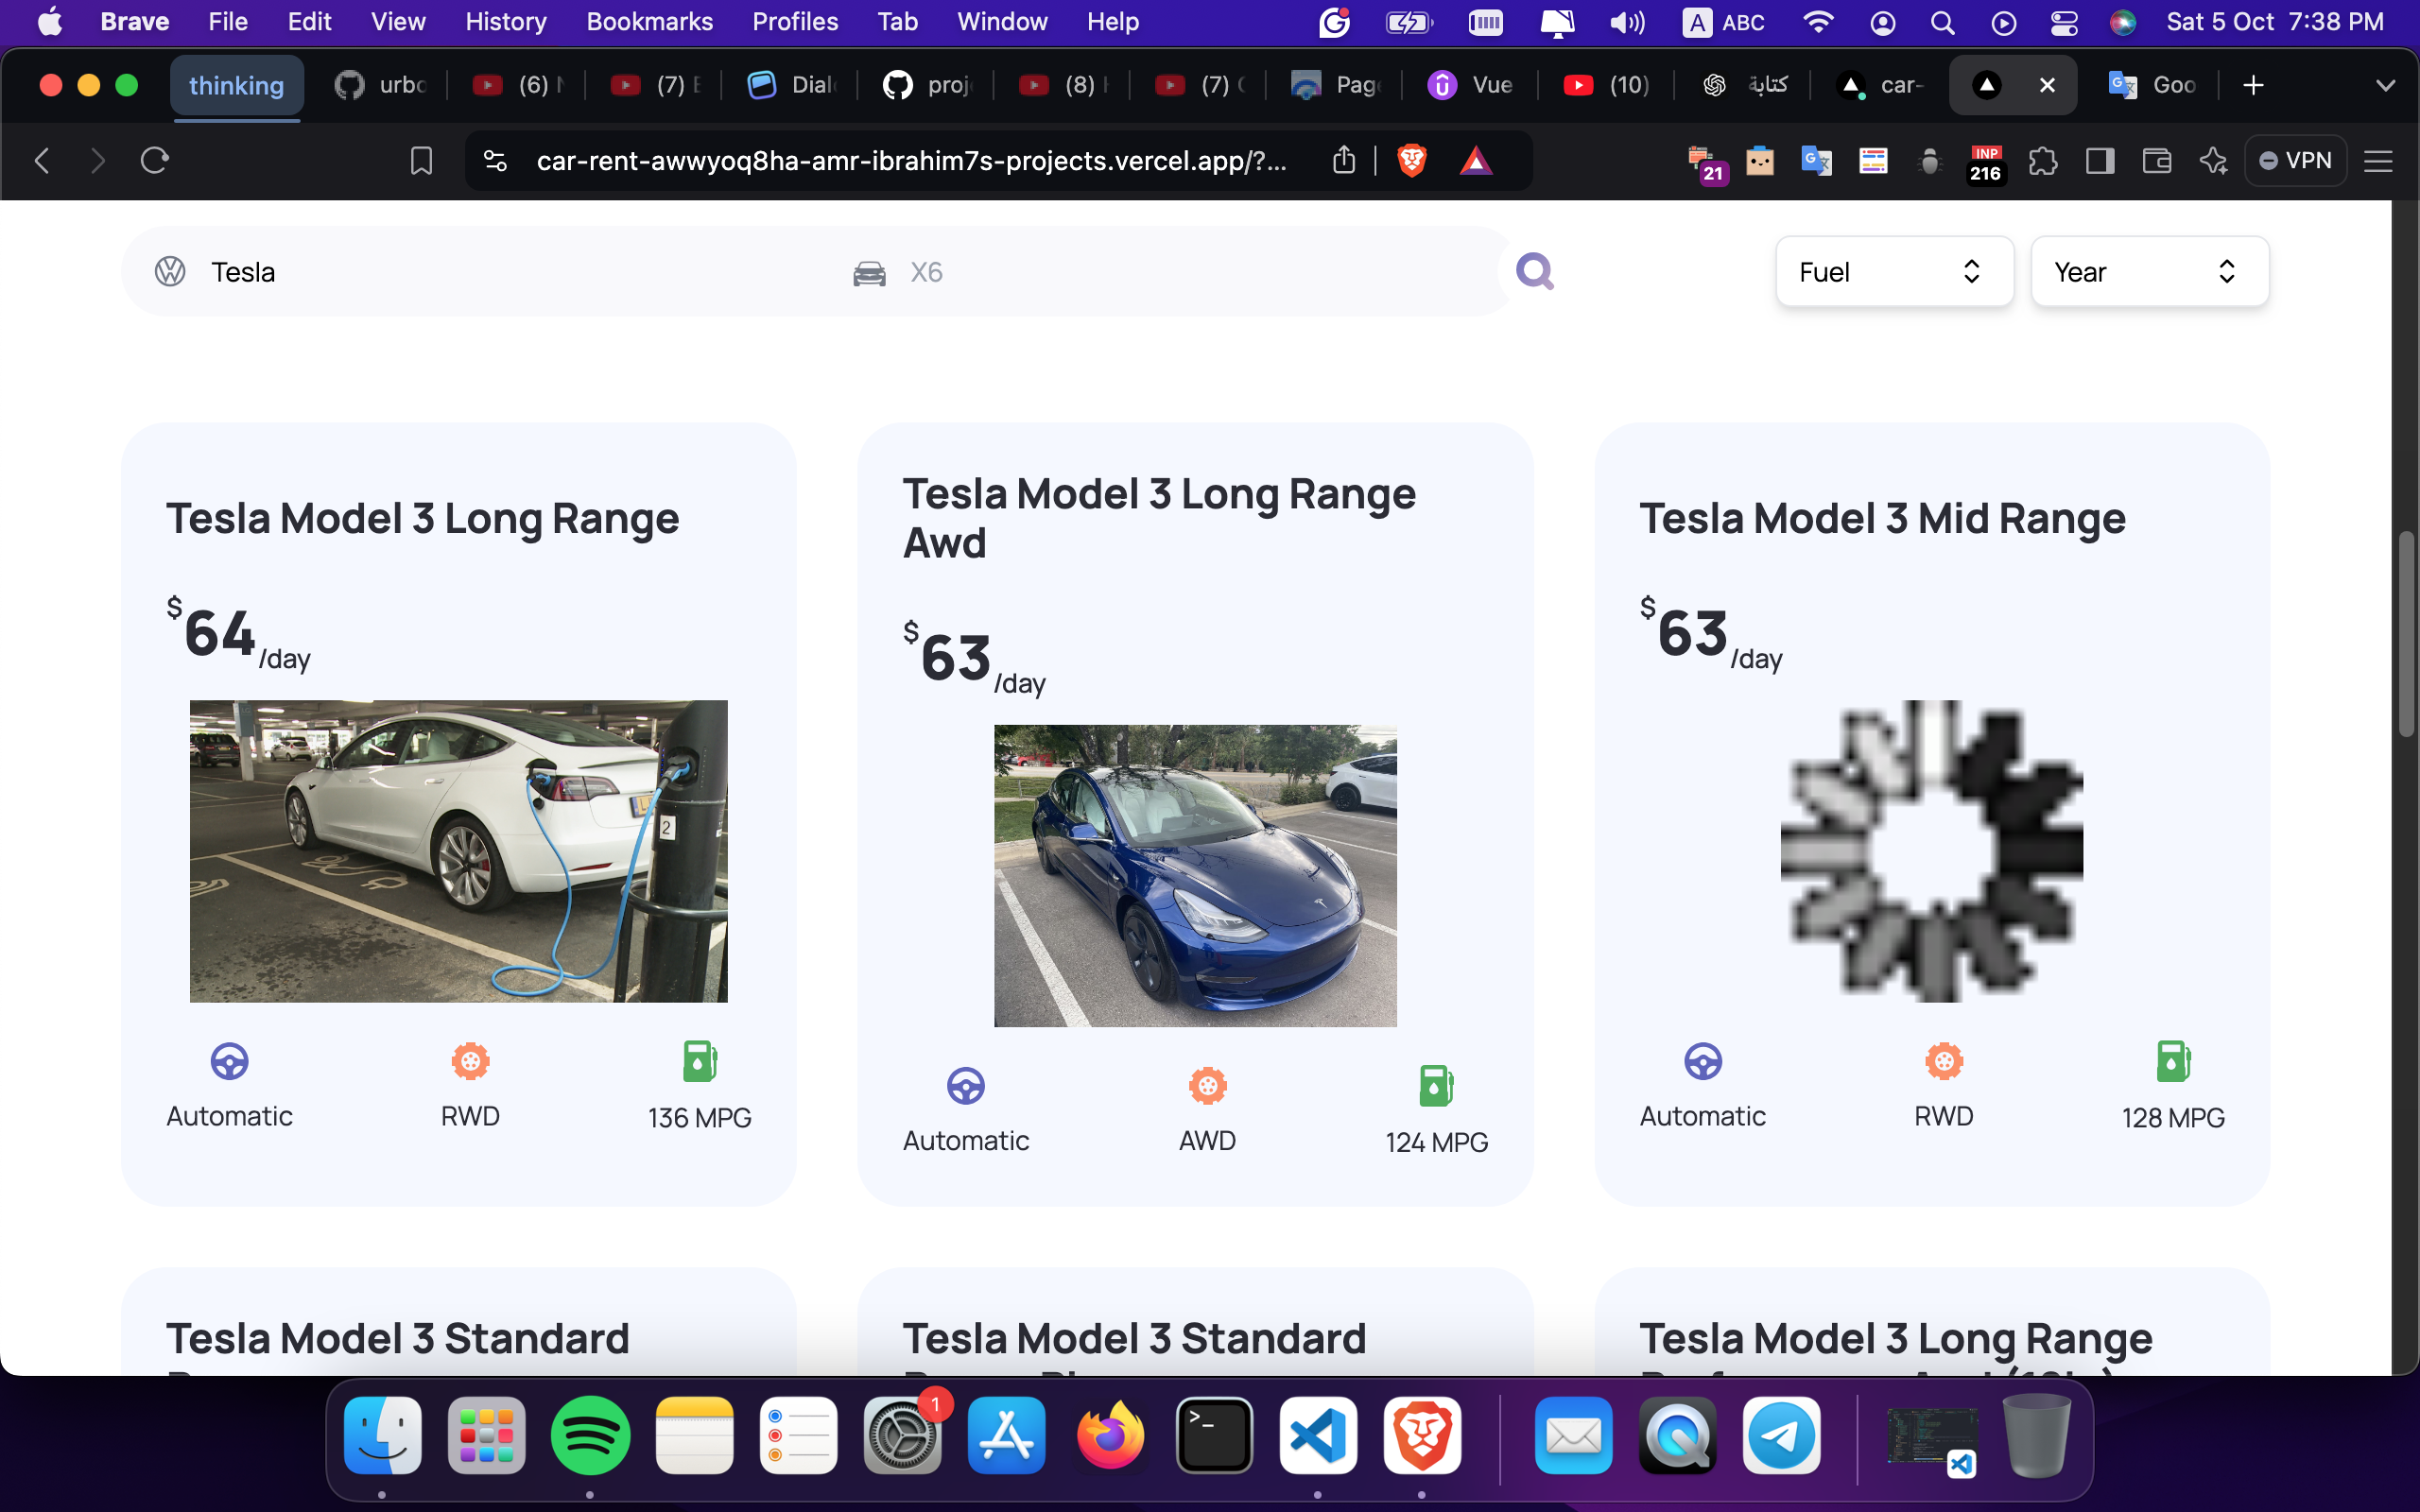 Brave File Edit View History Bookmarks Profiles Tab Window Help A ABC Sat 5 Oct 7:38 PM
thinking urbo (6) (7) Dial proj (8) (7) Page Vue (10) كتابة car- Goo
car-rent-awwyoq8ha-amr-ibrahim7s-projects.vercel.app/?... 21 INP 216 VPN
Tesla X6 Fuel Year
Tesla Model 3 Long Range
$64/day
2
Automatic RWD 136 MPG
Tesla Model 3 Long Range
Awd
$63/day
Automatic AWD 124 MPG
Tesla Model 3 Mid Range
$63/day
Automatic RWD 128 MPG
Tesla Model 3 Standard
Tesla Model 3 Standard
Tesla Model 3 Long Range
1